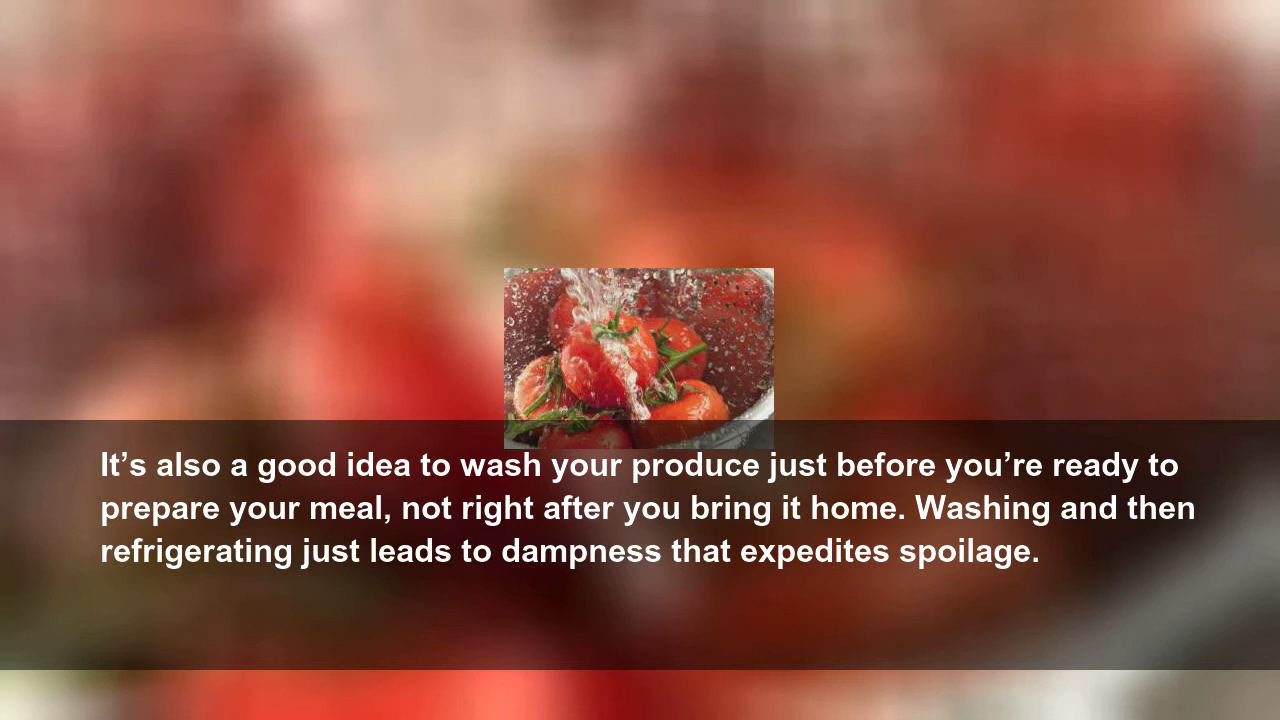 It’s also a good idea to wash your produce just before you’re ready to
prepare your meal, not right after you bring it home. Washing and then
refrigerating just leads to dampness that expedites spoilage.